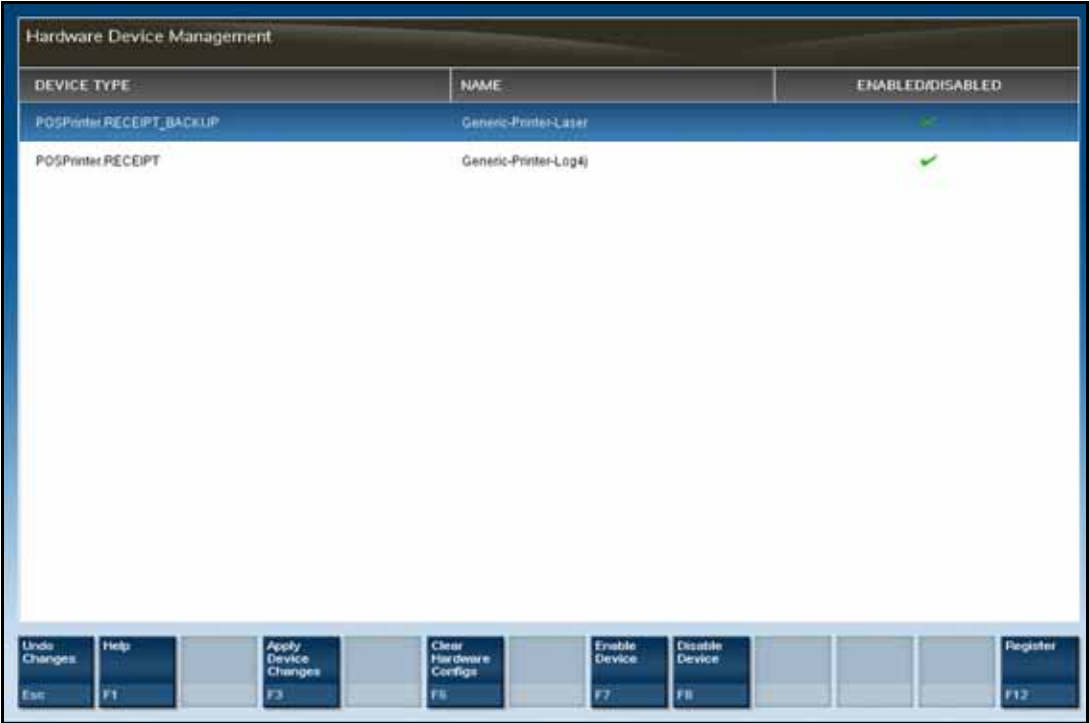 Hardware Device Management
DEVICE TYPE NAME ENABLED/DISABLED
POSPrinter.RECEIPT_BACKUP Generic-Printer-Laser
POSPrinter.RECEIPT Generic-Printer-Log4j
Undo Changes Esc
Help F1
Apply Device Changes F3
Clear Hardware Configs F5
Enable Device F7
Disable Device F8
Register F12